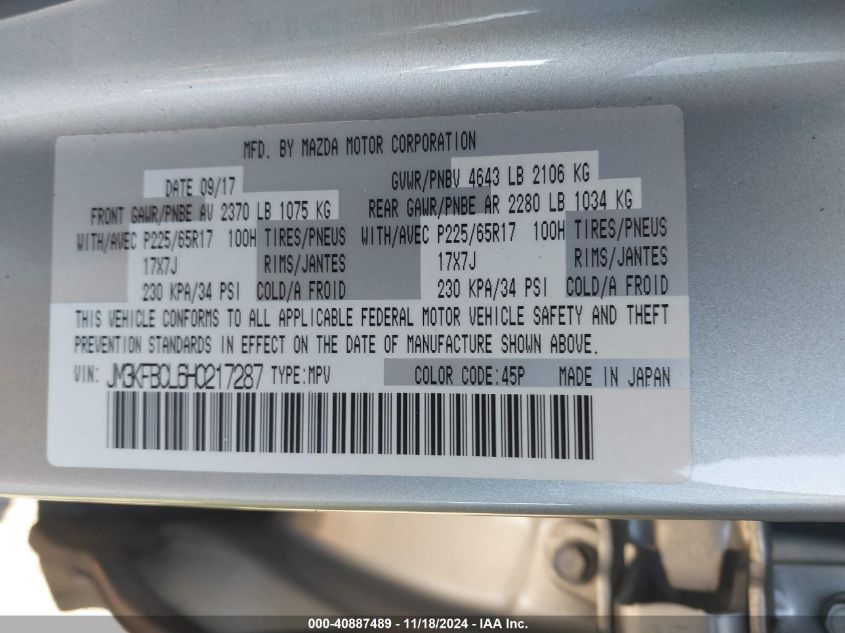 MFD. BY MAZDA MOTOR CORPORATION
DATE 09/17 GVWR/PNBV 4643 LB 2106 KG
FRONT GAWR/PNBE AV 2370 LB 1075 KG REAR GAWR/PNBE AR 2280 LB 1034 KG
WITH/AVEC P225/65R17 100H TIRES/PNEUS WITH/AVEC P225/65R17 100H TIRES/PNEUS
17X7J RIMS/JANTES 17X7J RIMS/JANTES
230 KPA/34 PSI COLD/A FROID 230 KPA/34 PSI COLD/A FROID
THIS VEHICLE CONFORMS TO ALL APPLICABLE FEDERAL MOTOR VEHICLE SAFETY AND THEFT
PREVENTION STANDARDS IN EFFECT ON THE DATE OF MANUFACTURE SHOWN ABOVE.
VIN: JM3KFBCL6H0217287 TYPE:MPV COLOR CODE:45P MADE IN JAPAN
000-40887489 - 11/18/2024 - IAA Inc.